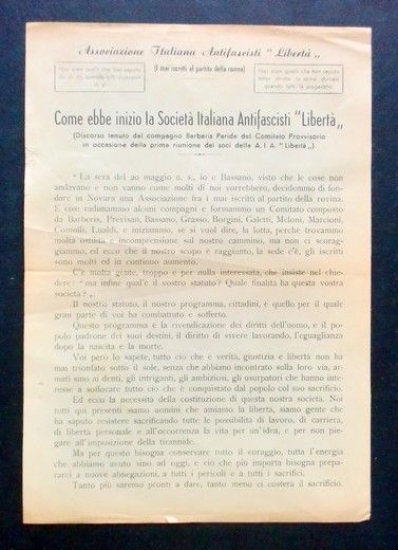 Associazione Italiana Antifascisti "Libertà„
(I mai iscritti al partito della rovina)
Noi siam quelli che non seppero
Come ebbe inizio la Società Italiana Antifascisti "Libertà„
(Discorso tenuto dal compagno Barberis Peride del Comitato Provvisorio
in occasione della prima riunione dei soci della A. I. A. "Libertà„)
"La sera del 20 maggio u. s., io e Bassano, visto che le cose non
andavano e non vanno come molti di noi vorrebbero, decidemmo di fon-
dare in Novara una Associazione fra i mai iscritti al partito della rovina.
E così radunammo alcuni compagni e formammo un Comitato composto
da Barberis, Previsan, Bassano, Grasso, Borgini, Galetti, Meloni, Marcioni,
Lualdi, e iniziammo, se si vuol dire, la lotta, perchè trovammo
molta omista e incomprensione sul nostro cammino, ma non ci scorag-
giammo, ed ecco che il nostro scopo è raggiunto, la sede c'è, gli iscritti
sono molti ed in continuo aumento.
C'è molta gente, troppo e per nulla interessata, che insiste nel chie-
dere: "ma infine qual'è il vostro statuto? Quale finalità ha questa vostra
società? „.
Il nostro statuto, il nostro programma, cittadini, è quello per il quale
gran parte di voi ha combattuto e sofferto.
Questo programma è la rivendicazione dei diritti dell'uomo, e il po-
polo padrone dei suoi destini, il diritto di vivere lavorando, l'eguaglianza
dopo la nascita e la morte.
Voi però lo sapete, tutto ciò che è verità, giustizia e libertà non ha
mai trionfato sotto il sole, senza che abbiano incontrato sulla loro via, ar-
mati sino ai denti, gli intriganti, gli ambiziosi, gli usurpatori che hanno inte-
resse a soffocare tutto ciò che è conquistato dal popolo col suo sacrificio.
Ed ecco la necessità della costituzione di questa nostra società. Noi
tutti qui presenti siamo uomini che amiamo la libertà, siamo gente che
ha saputo resistere sacrificando tutte le possibilità di lavoro, di carriera,
di libertà personale e all'occorrenza la vita per un'idea, e per non pie-
gare all'imposizione della tirannide.
Ma per questo bisogna conservare tutto il coraggio, tutta l'energia
che abbiamo avuto sino ad oggi, e ciò che più importa bisogna prepa-
rarci a nuove abnegazioni, a tutti i pericoli e a tutti i sacrifici.
Tanto più saremo pronti a dare, tanto meno ci costerà il sacrificio.